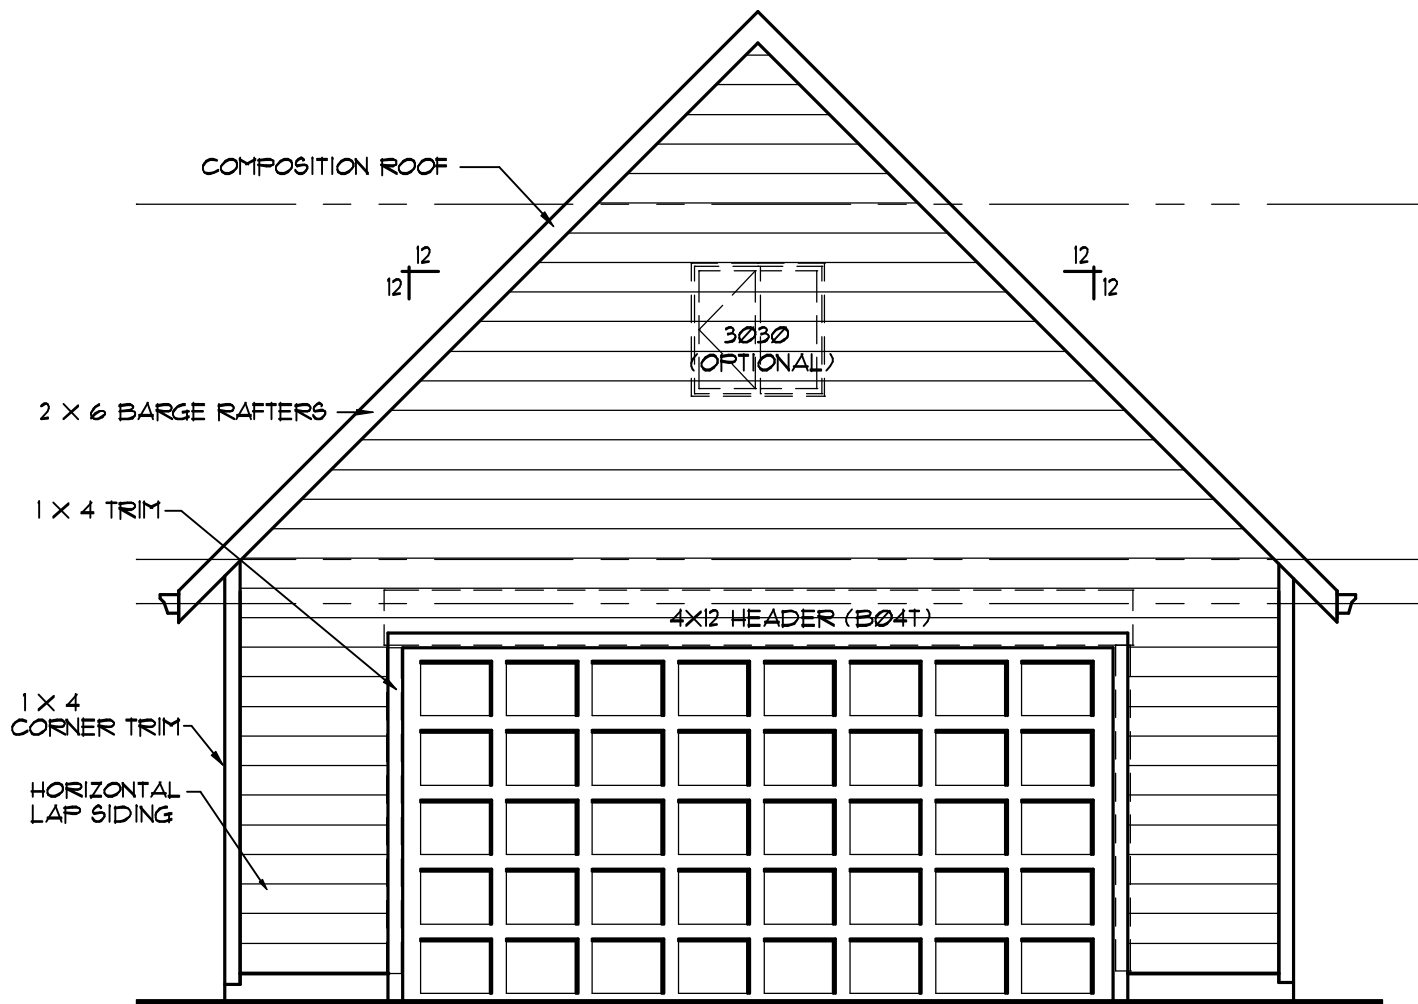 COMPOSITION ROOF
12
12
12
12
3030
(OPTIONAL)
2 X 6 BARGE RAFTERS
1 X 4 TRIM
4X12 HEADER (B04T)
1 X 4
CORNER TRIM
HORIZONTAL
LAP SIDING